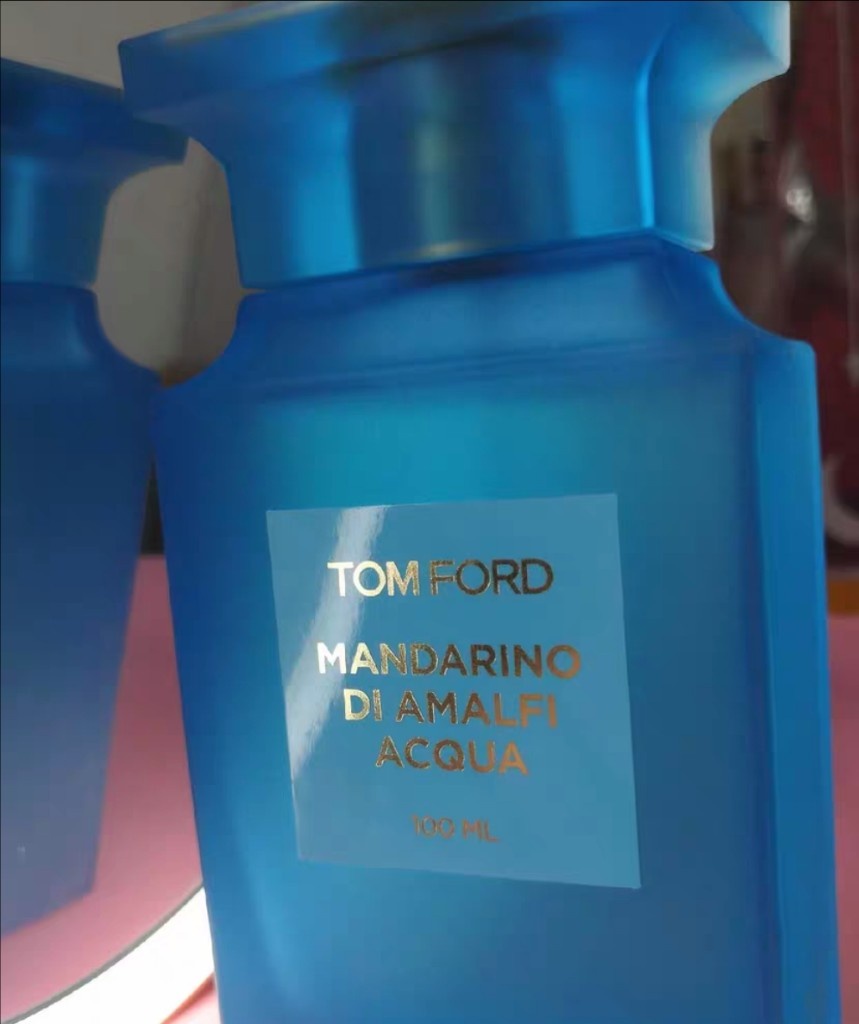 TOM FORD
MANDARINO
DI AMALFI
ACQUA
100 ML